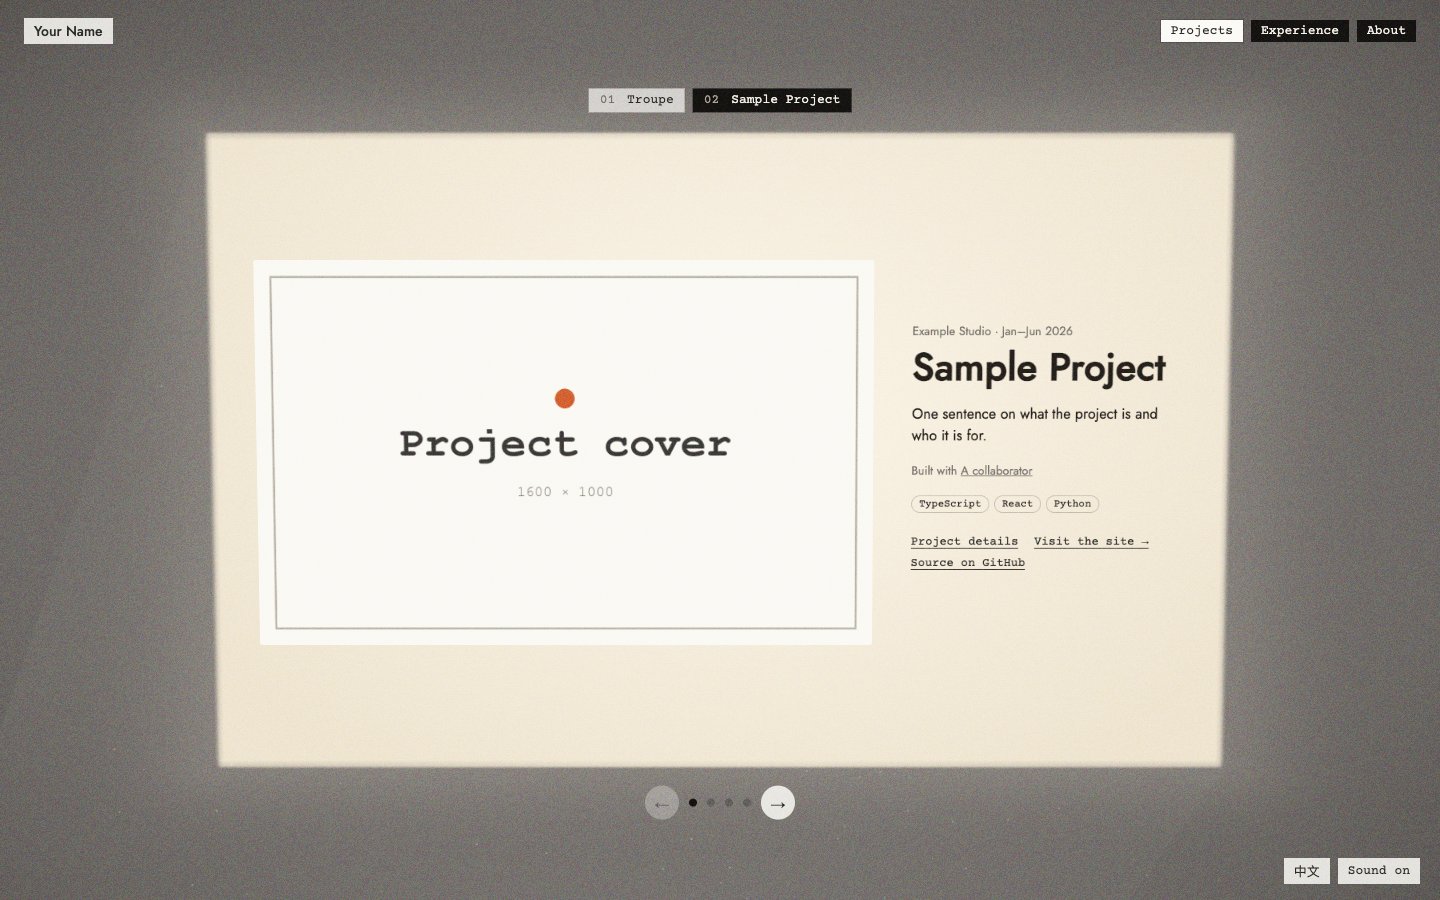 Your Name
Projects
Experience
About
01 Troupe
02 Sample Project
Project cover
1600 × 1000
Example Studio · Jan–Jun 2026
Sample Project
One sentence on what the project is and
who it is for.
Built with A collaborator
TypeScript
React
Python
Project details
Visit the site →
Source on GitHub
←
→
中文
Sound on